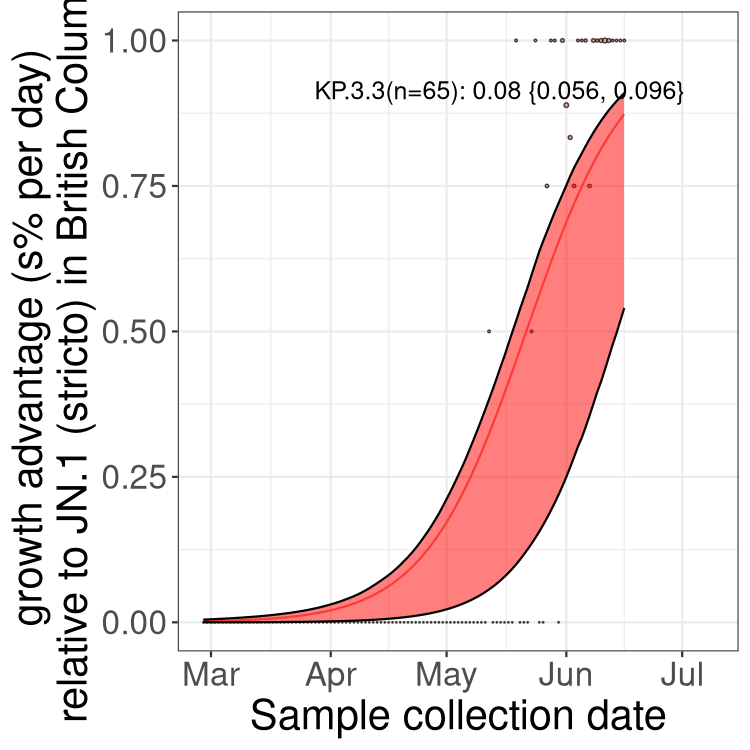 growth advantage (s% per day)
relative to JN.1 (stricto) in British Colum
1.00
0.75
0.50
0.25
0.00
KP.3.3(n=65): 0.08 {0.056, 0.096}
Mar Apr May Jun Jul
Sample collection date